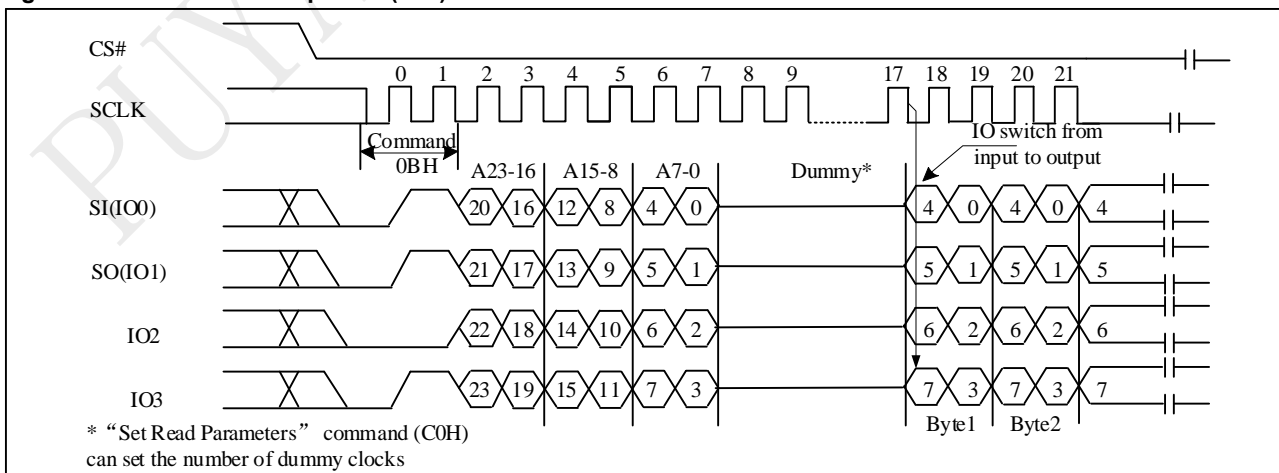 PUYA
CS#
0 1 2 3 4 5 6 7 8 9 17 18 19 20 21
SCLK
Command
0BH
IO switch from
input to output
A23-16 A15-8 A7-0 Dummy*
SI(IO0) 20 16 12 8 4 0 4 0 4 0 4
SO(IO1) 21 17 13 9 5 1 5 1 5 1 5
IO2 22 18 14 10 6 2 6 2 6 2 6
IO3 23 19 15 11 7 3 7 3 7 3 7
Byte1 Byte2
* “Set Read Parameters” command (C0H)
can set the number of dummy clocks